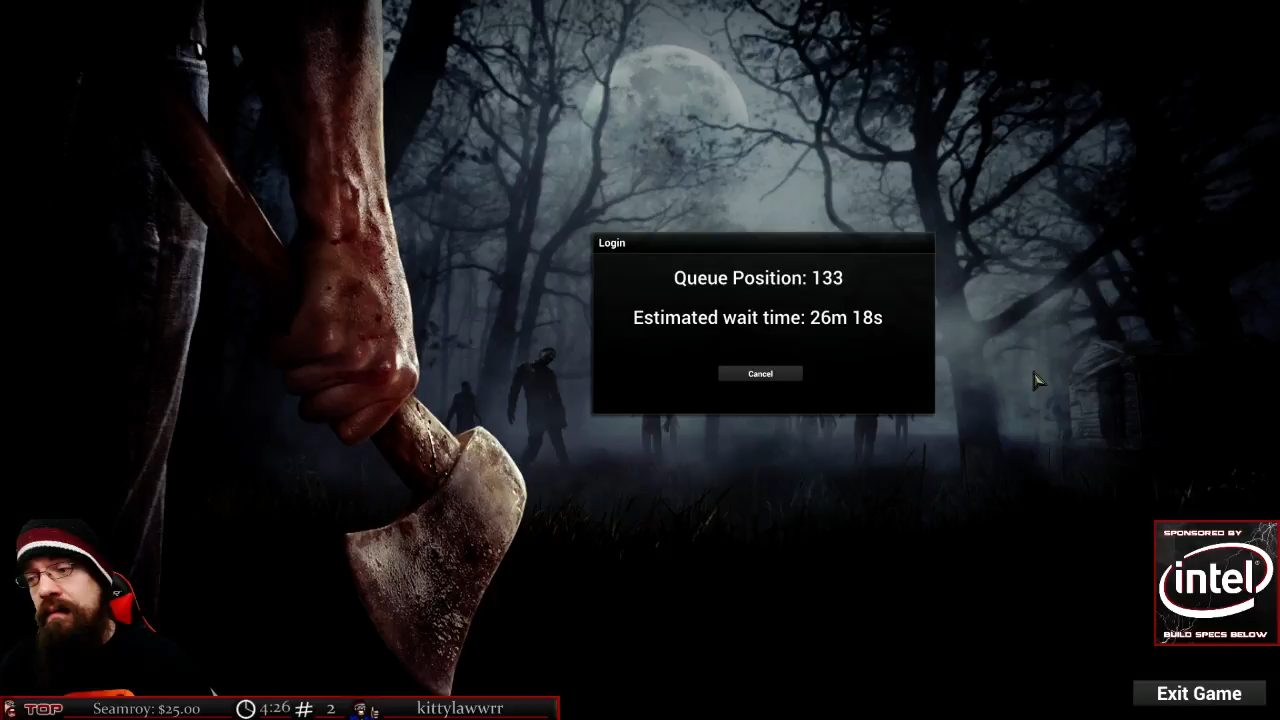 Login
Queue Position: 133
Estimated wait time: 26m 18s
Cancel
SPONSORED BY
intel
BUILD SPECS BELOW
Exit Game
TOP Seamroy: $25.00 4:26 # 2 kittylawwrr